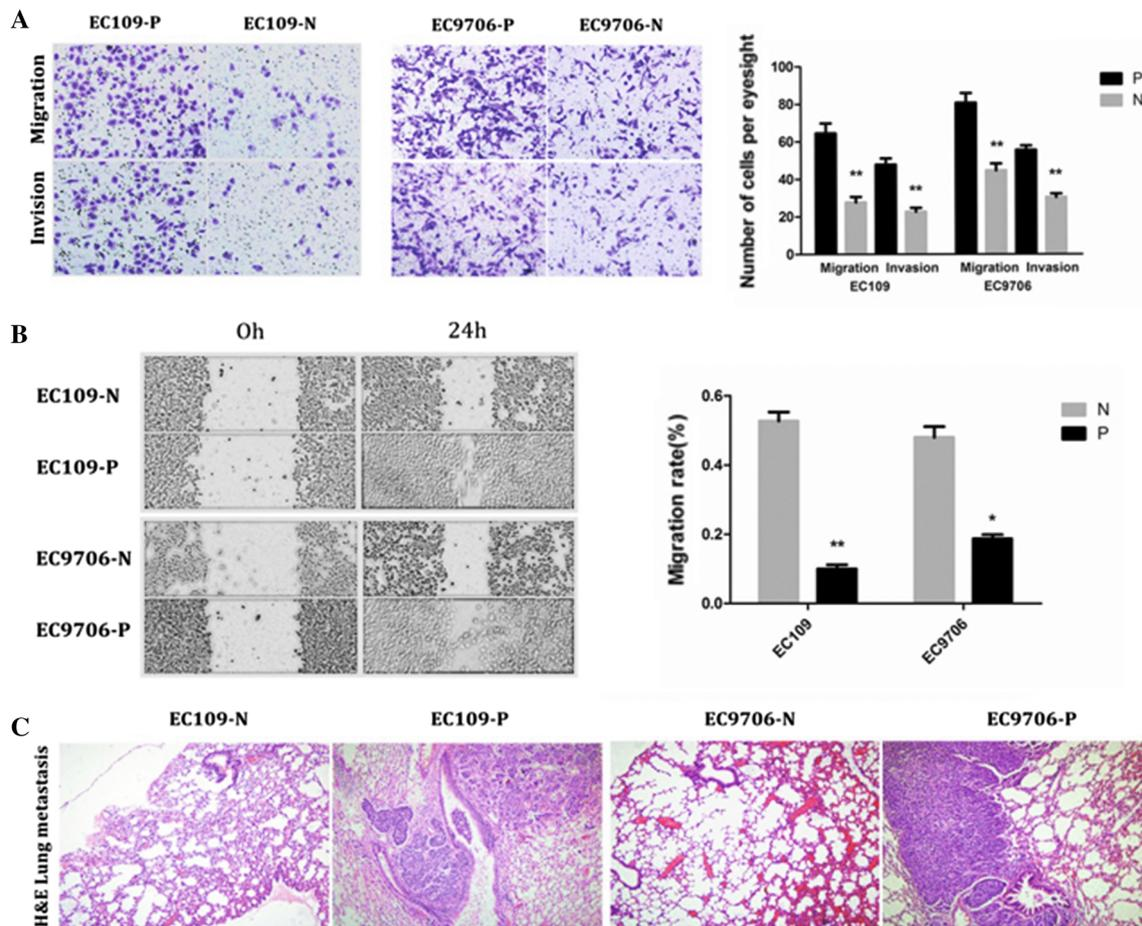 A
EC109-P
EC109-N
EC9706-P
EC9706-N
Migration
Invision
Number of cells per eyesight
100
80
60
40
20
0
**
**
**
**
P
N
Migration Invasion
Migration Invasion
EC109
EC9706
B
0h
24h
EC109-N
EC109-P
EC9706-N
EC9706-P
Migration rate(%)
0.6
0.4
0.2
0.0
**
*
N
P
EC109
EC9706
C
EC109-N
EC109-P
EC9706-N
EC9706-P
H&E Lung metastasis